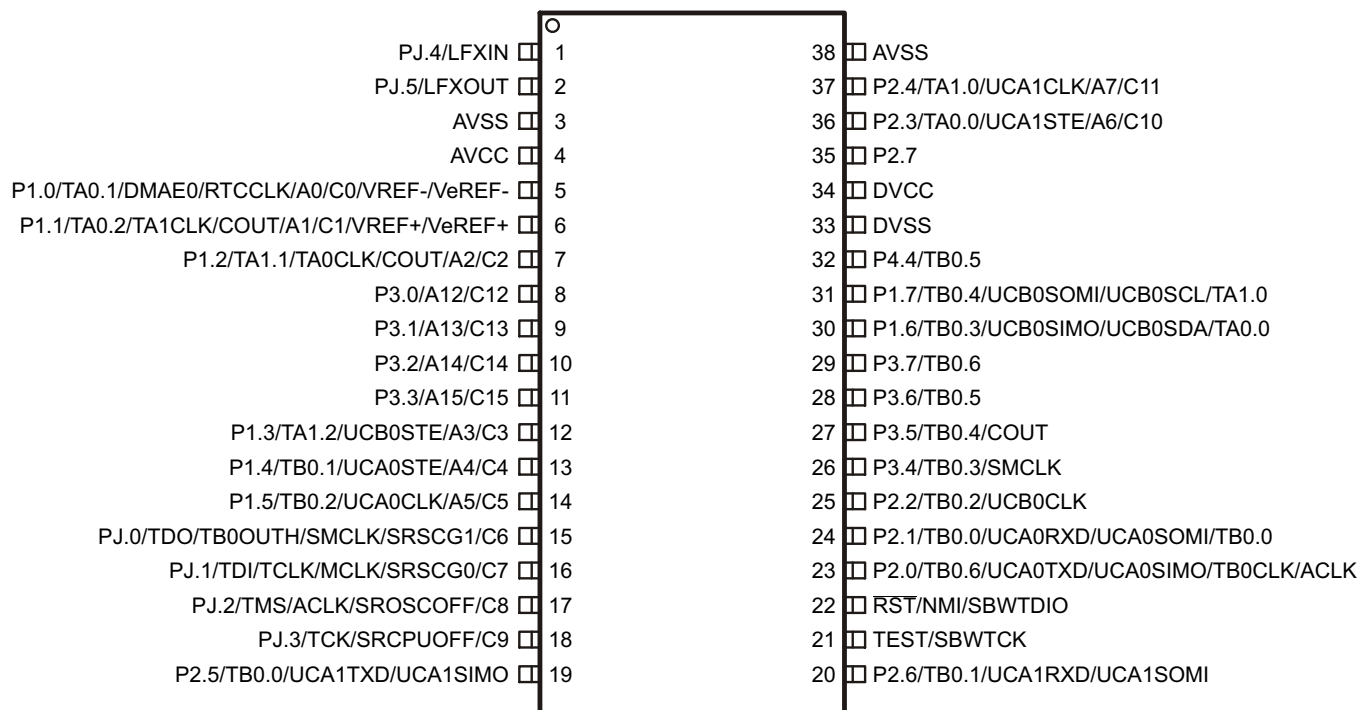 PJ.4/LFXIN 1 38 AVSS
PJ.5/LFXOUT 2 37 P2.4/TA1.0/UCA1CLK/A7/C11
AVSS 3 36 P2.3/TA0.0/UCA1STE/A6/C10
AVCC 4 35 P2.7
P1.0/TA0.1/DMAE0/RTCCLK/A0/C0/VREF-/VeREF- 5 34 DVCC
P1.1/TA0.2/TA1CLK/COUT/A1/C1/VREF+/VeREF+ 6 33 DVSS
P1.2/TA1.1/TA0CLK/COUT/A2/C2 7 32 P4.4/TB0.5
P3.0/A12/C12 8 31 P1.7/TB0.4/UCB0SOMI/UCB0SCL/TA1.0
P3.1/A13/C13 9 30 P1.6/TB0.3/UCB0SIMO/UCB0SDA/TA0.0
P3.2/A14/C14 10 29 P3.7/TB0.6
P3.3/A15/C15 11 28 P3.6/TB0.5
P1.3/TA1.2/UCB0STE/A3/C3 12 27 P3.5/TB0.4/COUT
P1.4/TB0.1/UCA0STE/A4/C4 13 26 P3.4/TB0.3/SMCLK
P1.5/TB0.2/UCA0CLK/A5/C5 14 25 P2.2/TB0.2/UCB0CLK
PJ.0/TDO/TB0OUTH/SMCLK/SRSCG1/C6 15 24 P2.1/TB0.0/UCA0RXD/UCA0SOMI/TB0.0
PJ.1/TDI/TCLK/MCLK/SRSCG0/C7 16 23 P2.0/TB0.6/UCA0TXD/UCA0SIMO/TB0CLK/ACLK
PJ.2/TMS/ACLK/SROSCOFF/C8 17 22 RST/NMI/SBWTDIO
PJ.3/TCK/SRCPUOFF/C9 18 21 TEST/SBWTCK
P2.5/TB0.0/UCA1TXD/UCA1SIMO 19 20 P2.6/TB0.1/UCA1RXD/UCA1SOMI